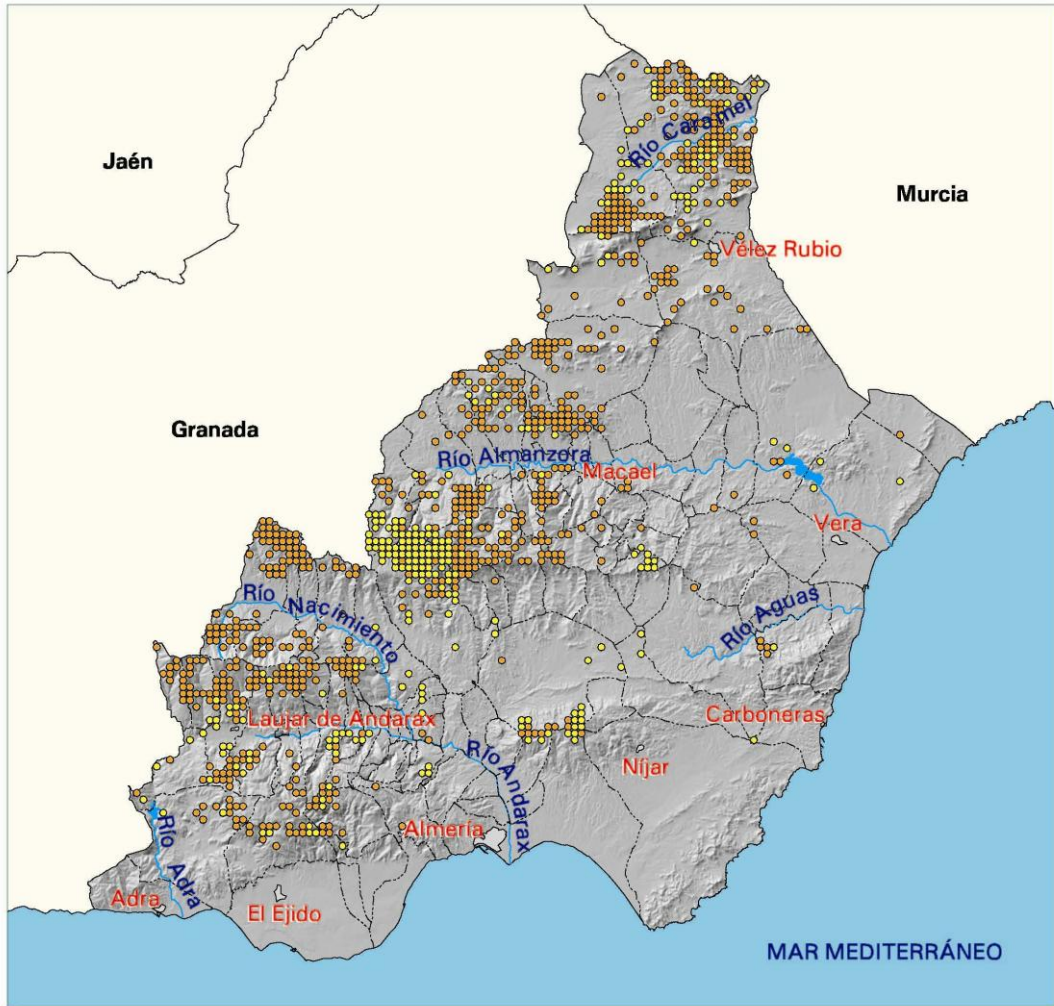 Jaén
Río Caramel
Murcia
Vélez Rubio
Granada
Río Almanzora
Macael
Vera
Río Nacimiento
Río Aguas
Laujar de Andarax
Carboneras
Río Andarax
Níjar
Río Adra
Almería
Adra
El Ejido
MAR MEDITERRÁNEO